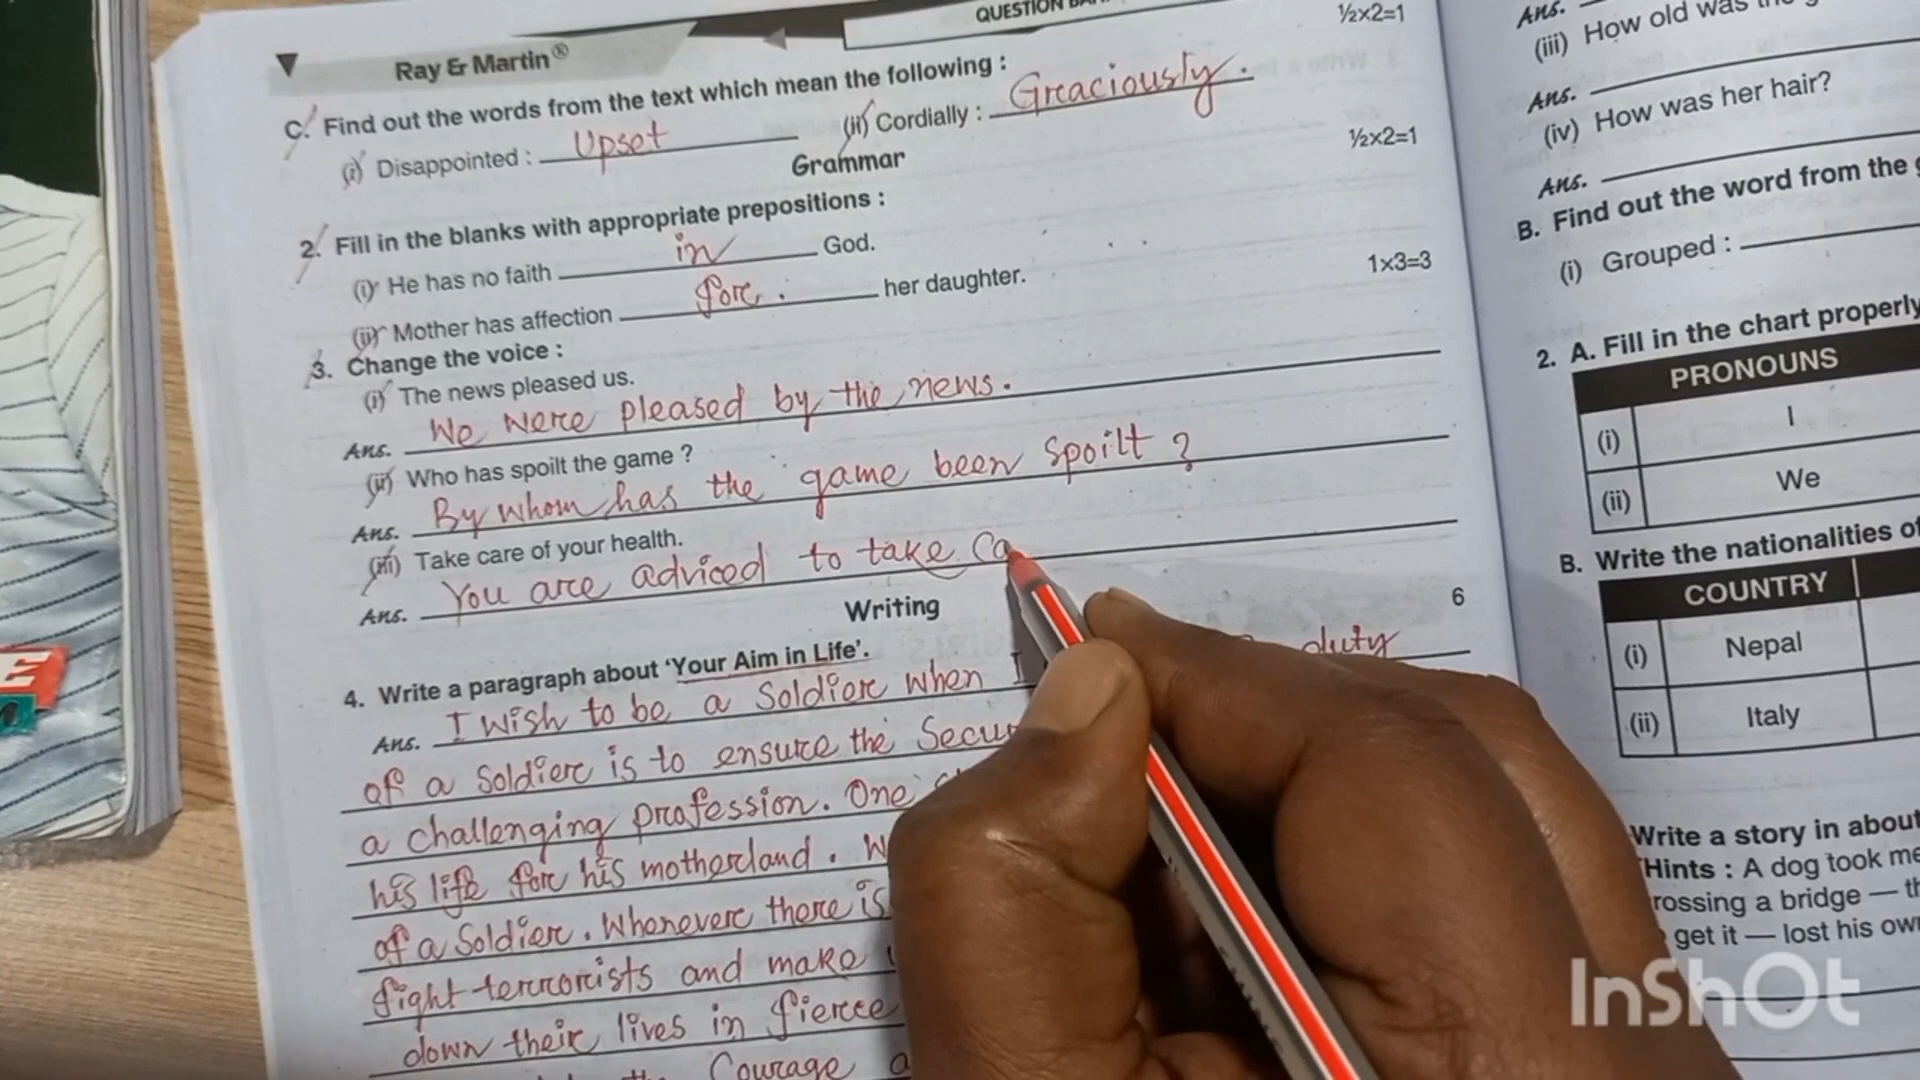 QUESTION
½x2=1
Ray & Martin®
C. Find out the words from the text which mean the following :
(i) Disappointed : Upset (ii) Cordially : Greaciously.
Grammar
½x2=1
2. Fill in the blanks with appropriate prepositions :
(i) He has no faith in God.
(ii) Mother has affection for. her daughter.
3. Change the voice :
1x3=3
(i) The news pleased us.
Ans. We were pleased by the news.
(ii) Who has spoilt the game ?
Ans. By whom has the game been spoilt ?
(iii) Take care of your health.
Ans. You are adviced to take Ca
Writing
6
4. Write a paragraph about 'Your Aim in Life'.
Ans. I wish to be a Soldier when I duty
of a Soldier is to ensure the Secu
a challenging profession. One
his life for his motherland. W
of a Soldier. Whenever there is
fight terrorists and make
down their lives in fierce
Courage a
Ans.
(iii) How old was
Ans.
(iv) How was her hair?
Ans.
B. Find out the word from the
(i) Grouped :
2. A. Fill in the chart properly
PRONOUNS
(i) I
(ii) We
B. Write the nationalities of
COUNTRY
(i) Nepal
(ii) Italy
Write a story in about
Hints : A dog took me
rossing a bridge — th
get it — lost his own
InShOt